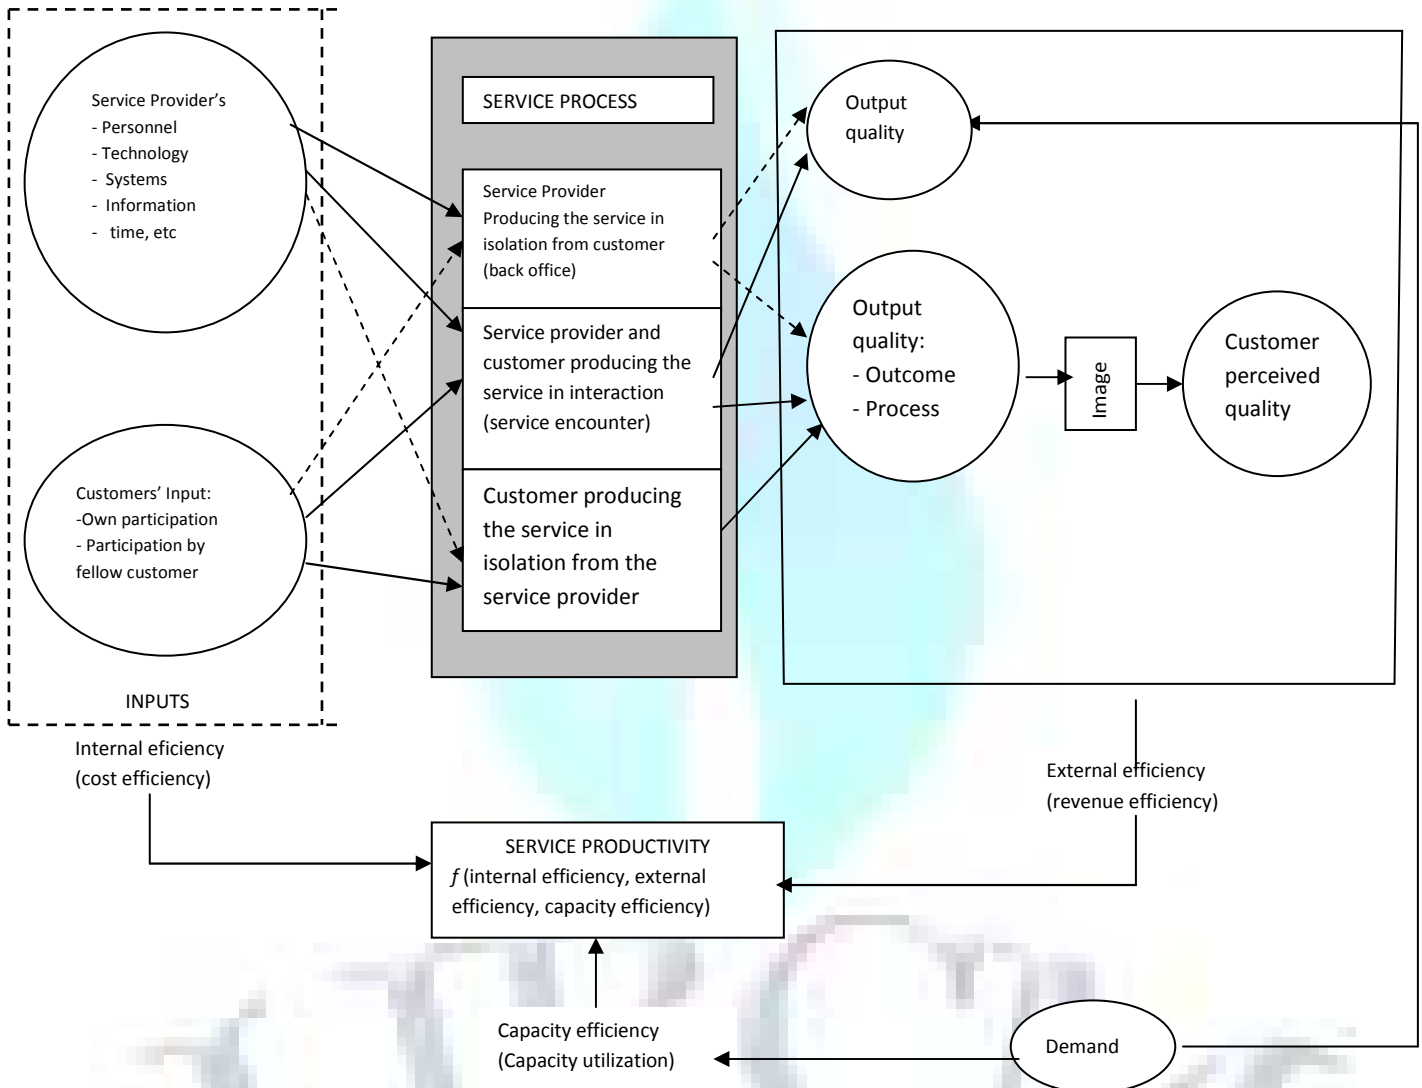 Service Provider's
- Personnel
- Technology
- Systems
- Information
- time, etc
Customers' Input:
-Own participation
- Participation by
fellow customer
INPUTS
Internal eficiency
(cost efficiency)
SERVICE PROCESS
Service Provider
Producing the service in
isolation from customer
(back office)
Service provider and
customer producing the
service in interaction
(service encounter)
Customer producing
the service in
isolation from the
service provider
Output
quality
Output
quality:
- Outcome
- Process
Image
Customer
perceived
quality
External efficiency
(revenue efficiency)
SERVICE PRODUCTIVITY
f (internal efficiency, external
efficiency, capacity efficiency)
Capacity efficiency
(Capacity utilization)
Demand